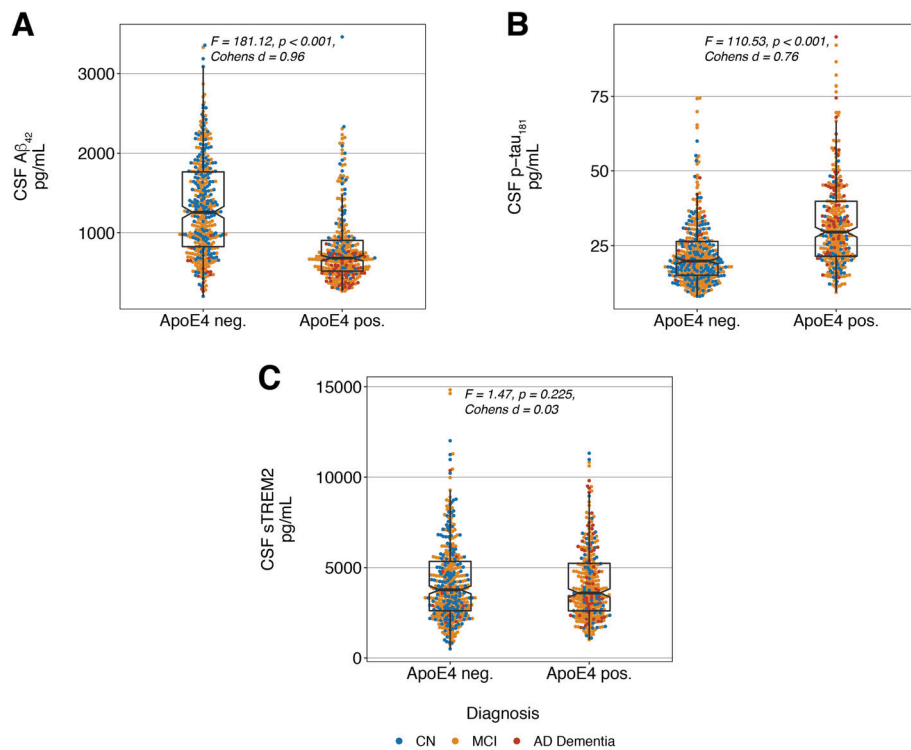 A
F = 181.12, p < 0.001,
Cohens d = 0.96
CSF Aβ42
pg/mL
3000
2000
1000
ApoE4 neg.
ApoE4 pos.
B
F = 110.53, p < 0.001,
Cohens d = 0.76
CSF p−tau181
pg/mL
75
50
25
ApoE4 neg.
ApoE4 pos.
C
F = 1.47, p = 0.225,
Cohens d = 0.03
CSF sTREM2
pg/mL
15000
10000
5000
0
ApoE4 neg.
ApoE4 pos.
Diagnosis
CN MCI AD Dementia